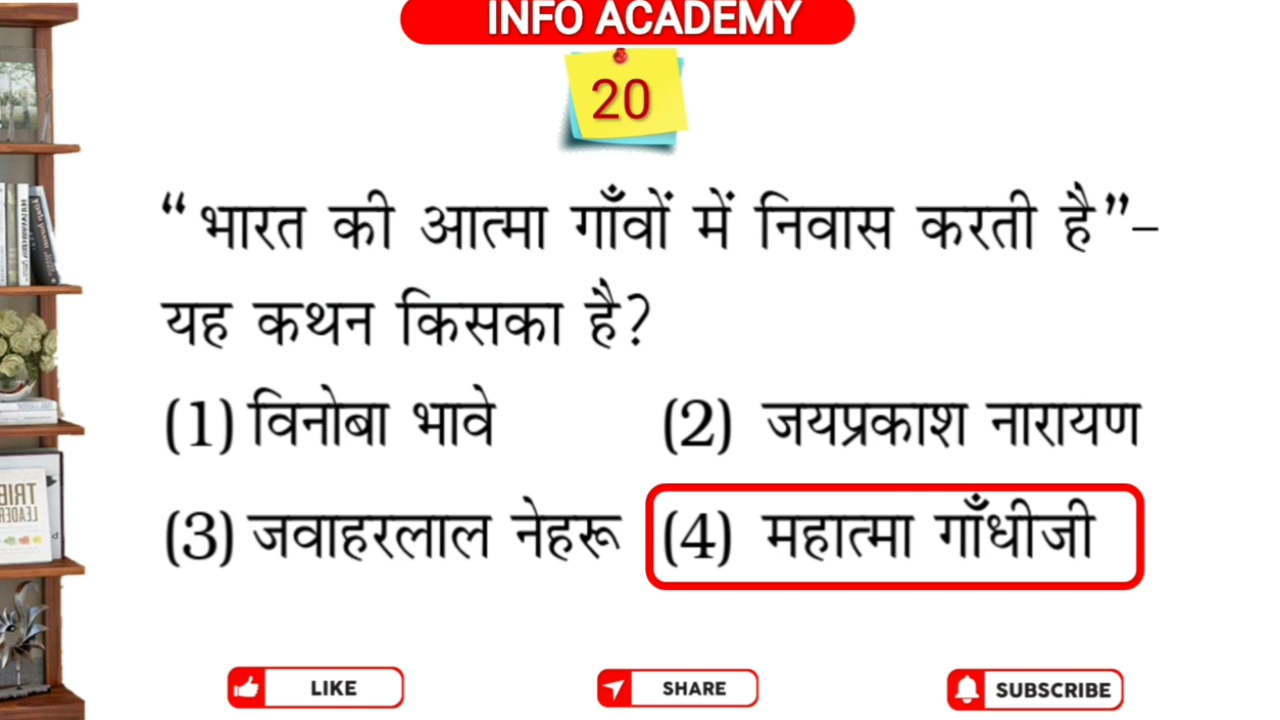 INFO ACADEMY
20
“भारत की आत्मा गाँवों में निवास करती है”–
यह कथन किसका है?
(1) विनोबा भावे (2) जयप्रकाश नारायण
(3) जवाहरलाल नेहरू (4) महात्मा गाँधीजी
LIKE SHARE SUBSCRIBE